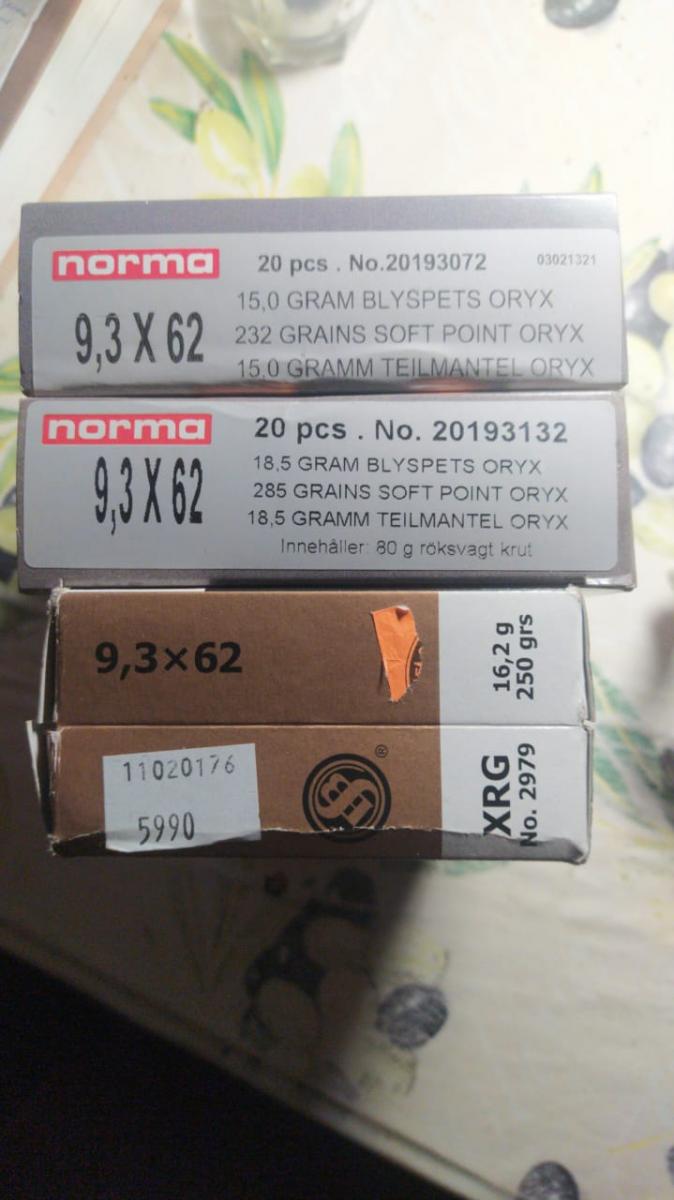 norma
20 pcs . No.20193072
03021321
9,3 X 62
15,0 GRAM BLYSPETS ORYX
232 GRAINS SOFT POINT ORYX
15,0 GRAMM TEILMANTEL ORYX
norma
20 pcs . No. 20193132
9,3 X 62
18,5 GRAM BLYSPETS ORYX
285 GRAINS SOFT POINT ORYX
18,5 GRAMM TEILMANTEL ORYX
Innehåller: 80 g röksvagt krut
9,3×62
16,2 g
250 grs
11020176
5990
®
XRG
No. 2979